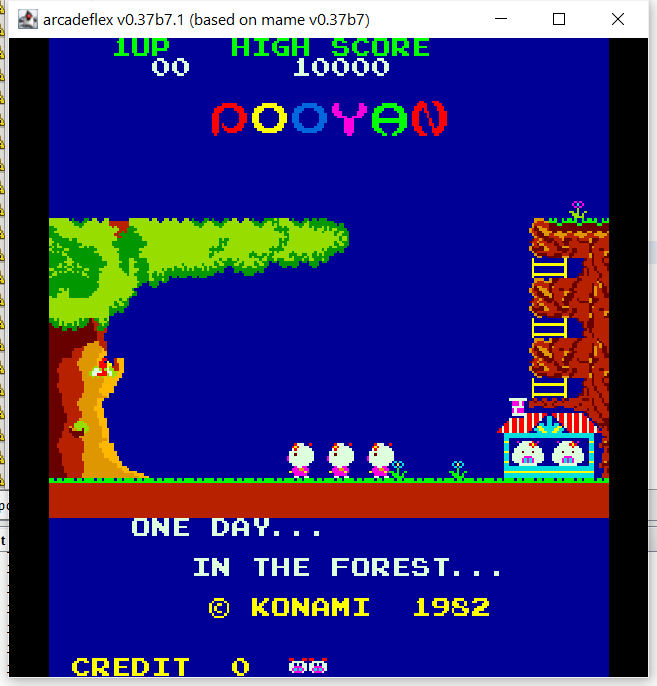 arcadeflex v0.37b7.1 (based on mame v0.37b7)
1UP HIGH SCORE
00 10000
POOYAN
ONE DAY...
IN THE FOREST...
© KONAMI 1982
CREDIT 0